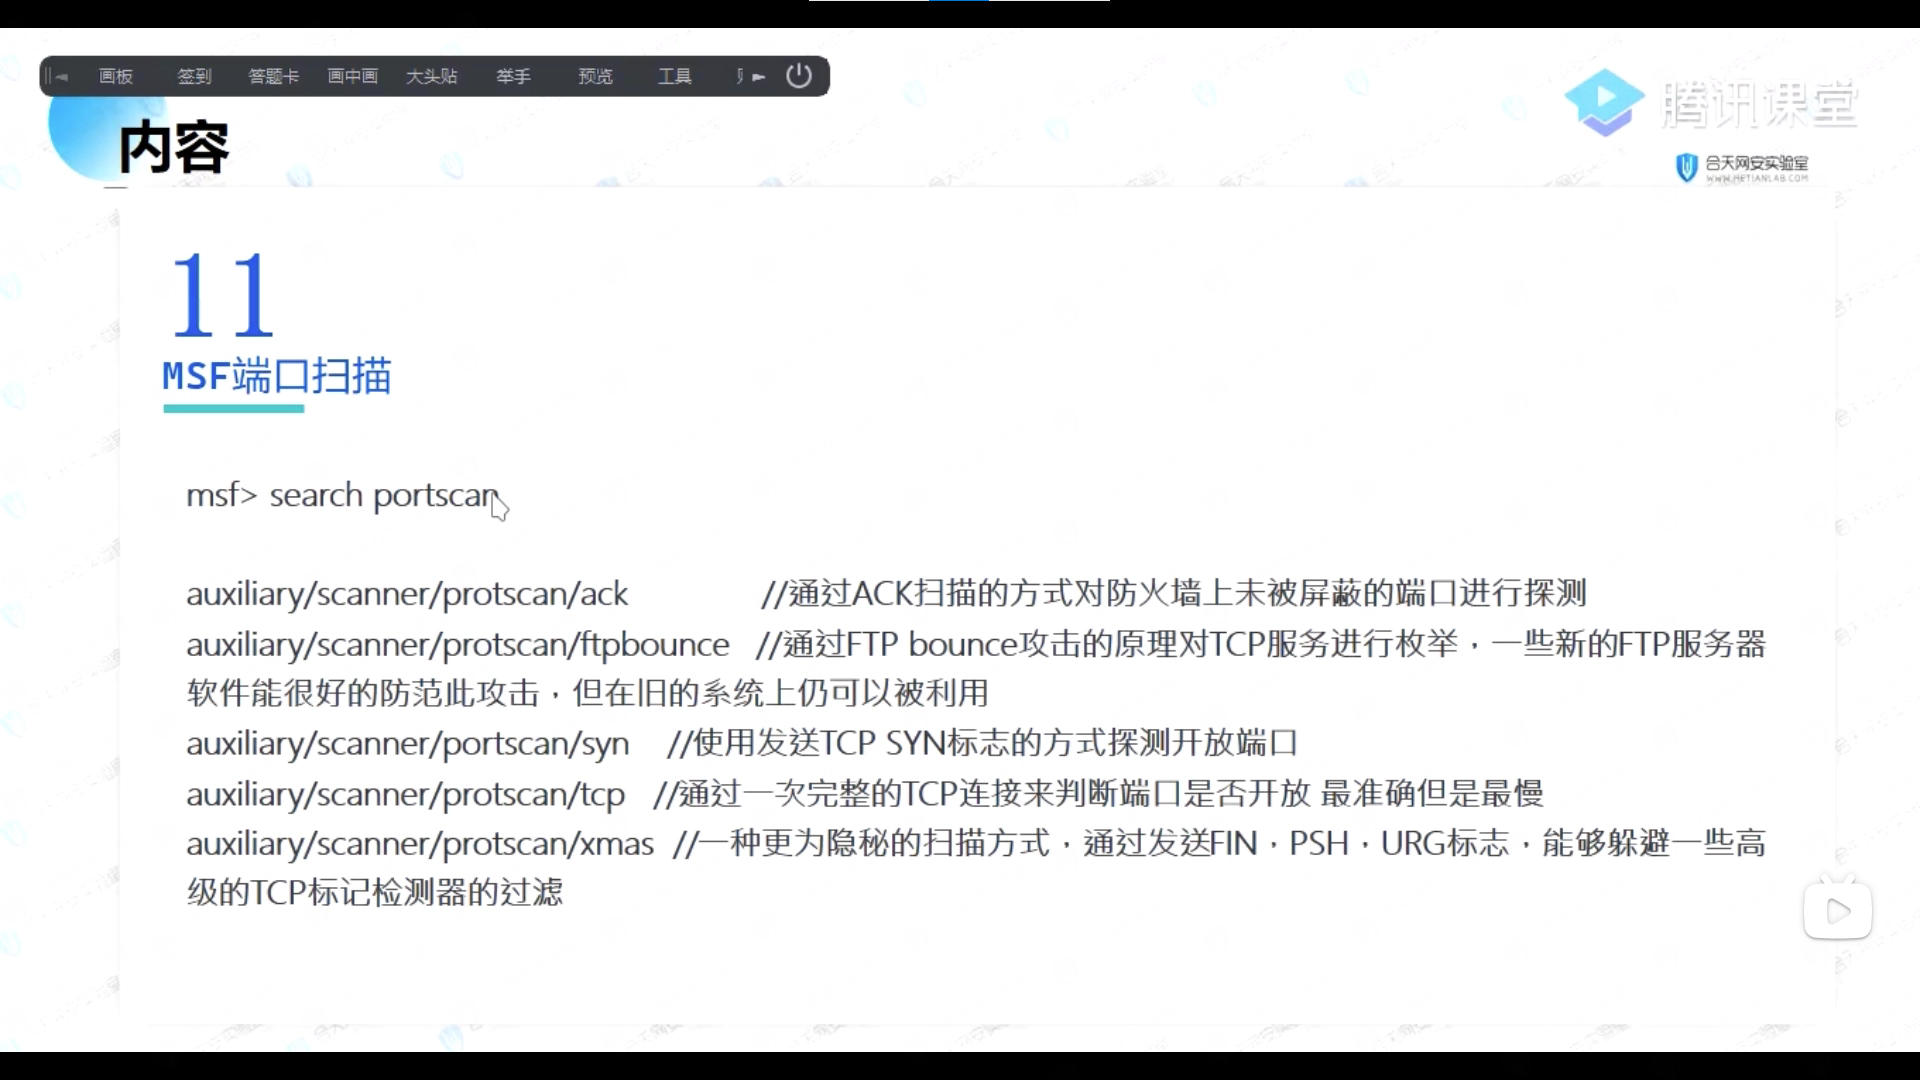 画板 签到 答题卡 画中画 大头贴 举手 预览 工具
内容
腾讯课堂
合天网安实验室
WWW.HETIANLAB.COM
11
MSF端口扫描
msf> search portscan
auxiliary/scanner/protscan/ack //通过ACK扫描的方式对防火墙上未被屏蔽的端口进行探测
auxiliary/scanner/protscan/ftpbounce //通过FTP bounce攻击的原理对TCP服务进行枚举，一些新的FTP服务器
软件能很好的防范此攻击，但在旧的系统上仍可以被利用
auxiliary/scanner/portscan/syn //使用发送TCP SYN标志的方式探测开放端口
auxiliary/scanner/protscan/tcp //通过一次完整的TCP连接来判断端口是否开放 最准确但是最慢
auxiliary/scanner/protscan/xmas //一种更为隐秘的扫描方式，通过发送FIN，PSH，URG标志，能够躲避一些高
级的TCP标记检测器的过滤